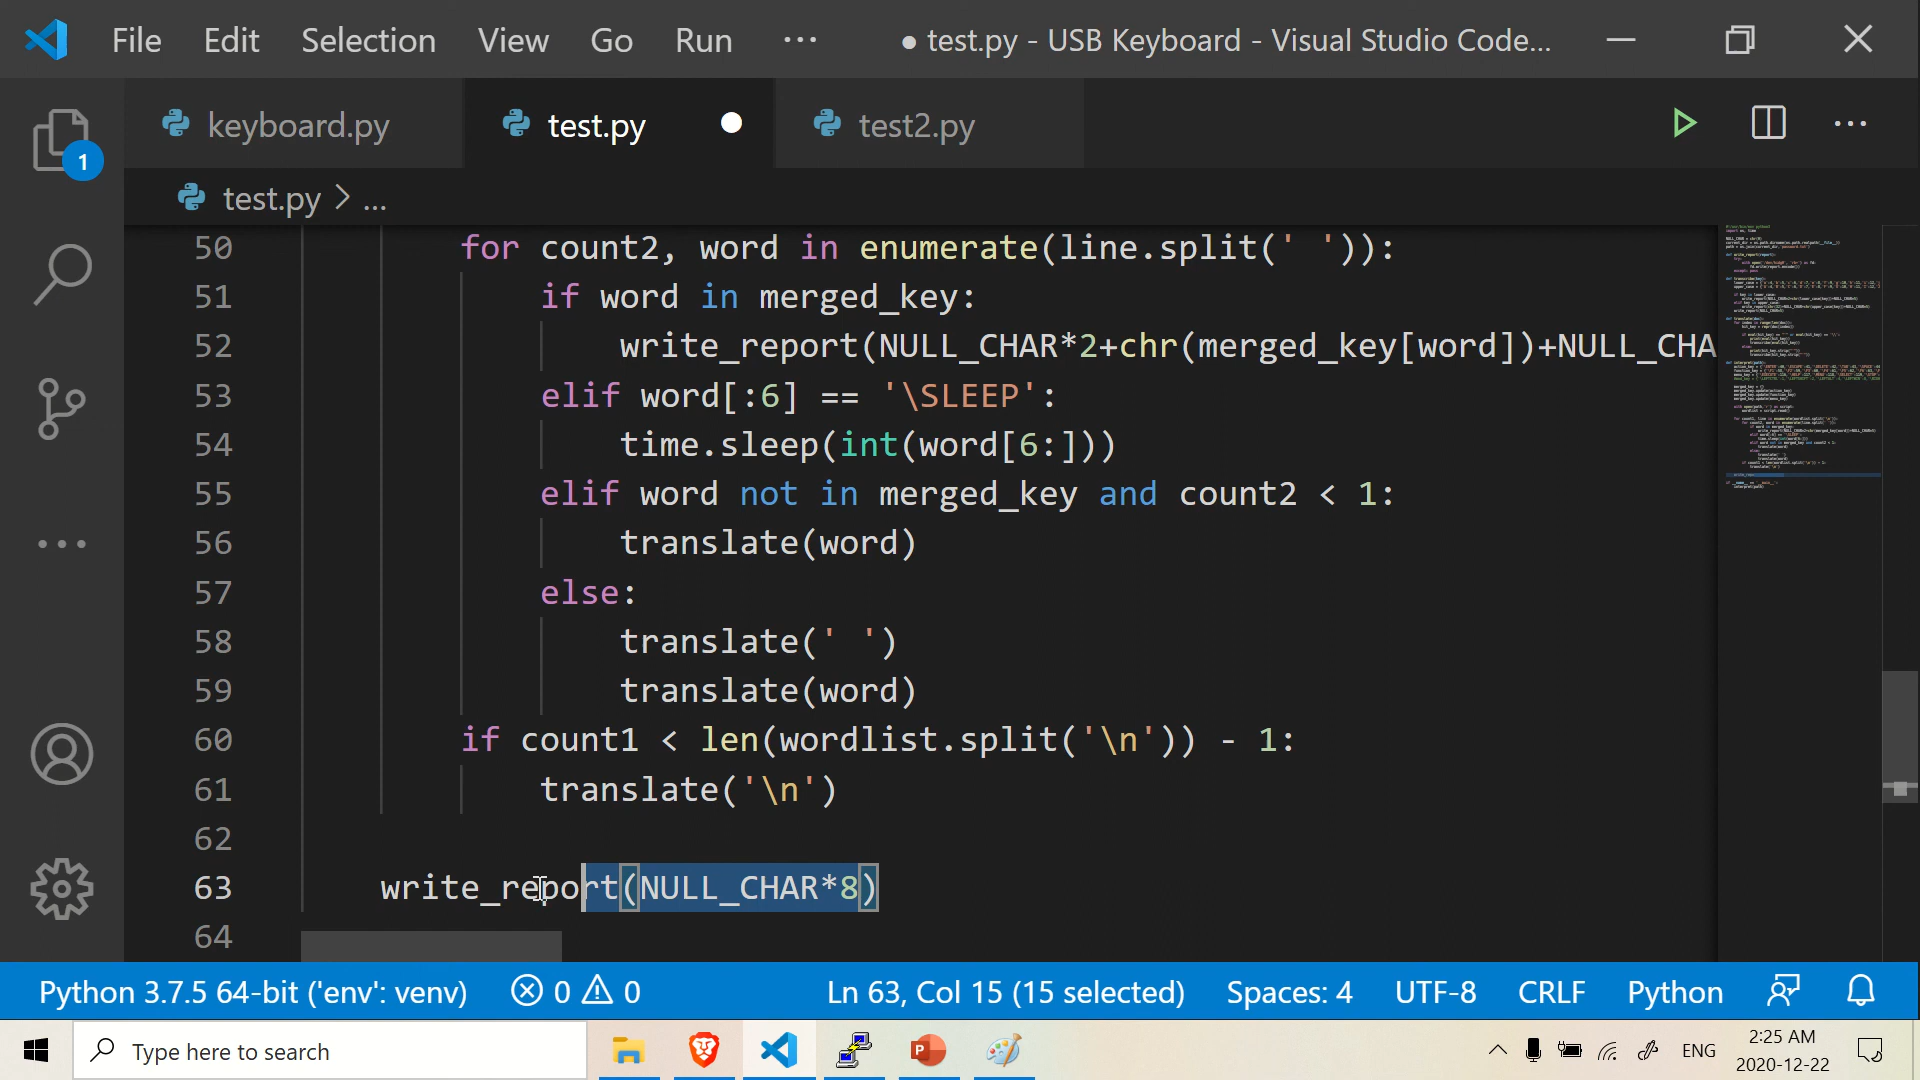 File Edit Selection View Go Run ··· ● test.py - USB Keyboard - Visual Studio Code...
keyboard.py test.py test2.py
1
test.py > ...
50 for count2, word in enumerate(line.split(' ')):
51 if word in merged_key:
52 write_report(NULL_CHAR*2+chr(merged_key[word])+NULL_CHA
53 elif word[:6] == '\SLEEP':
54 time.sleep(int(word[6:]))
55 elif word not in merged_key and count2 < 1:
56 translate(word)
57 else:
58 translate(' ')
59 translate(word)
60 if count1 < len(wordlist.split('\n')) - 1:
61 translate('\n')
62
63 write_report(NULL_CHAR*8)
64
Python 3.7.5 64-bit ('env': venv) 0 0 Ln 63, Col 15 (15 selected) Spaces: 4 UTF-8 CRLF Python
Type here to search ENG 2:25 AM
2020-12-22